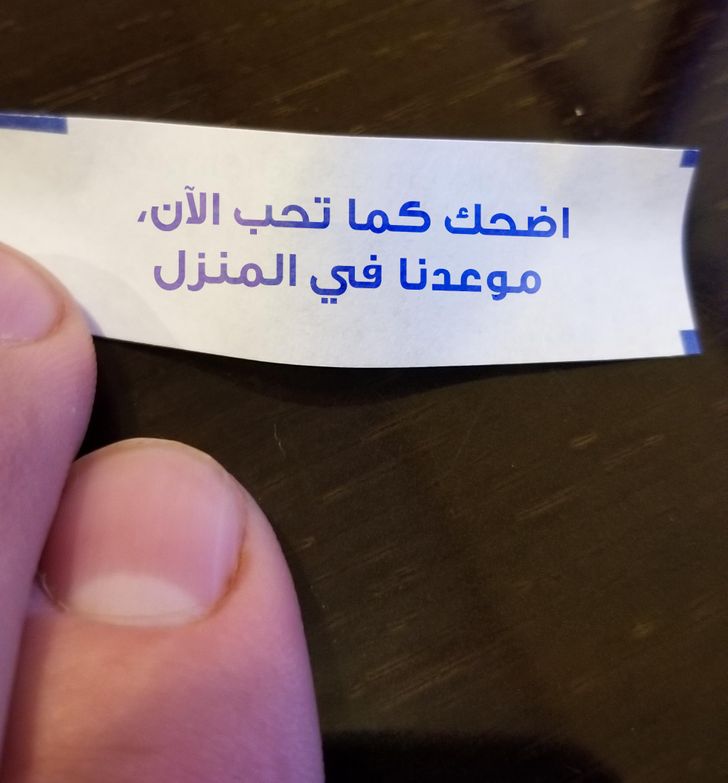 اضحك كما تحب الآن،
موعدنا في المنزل